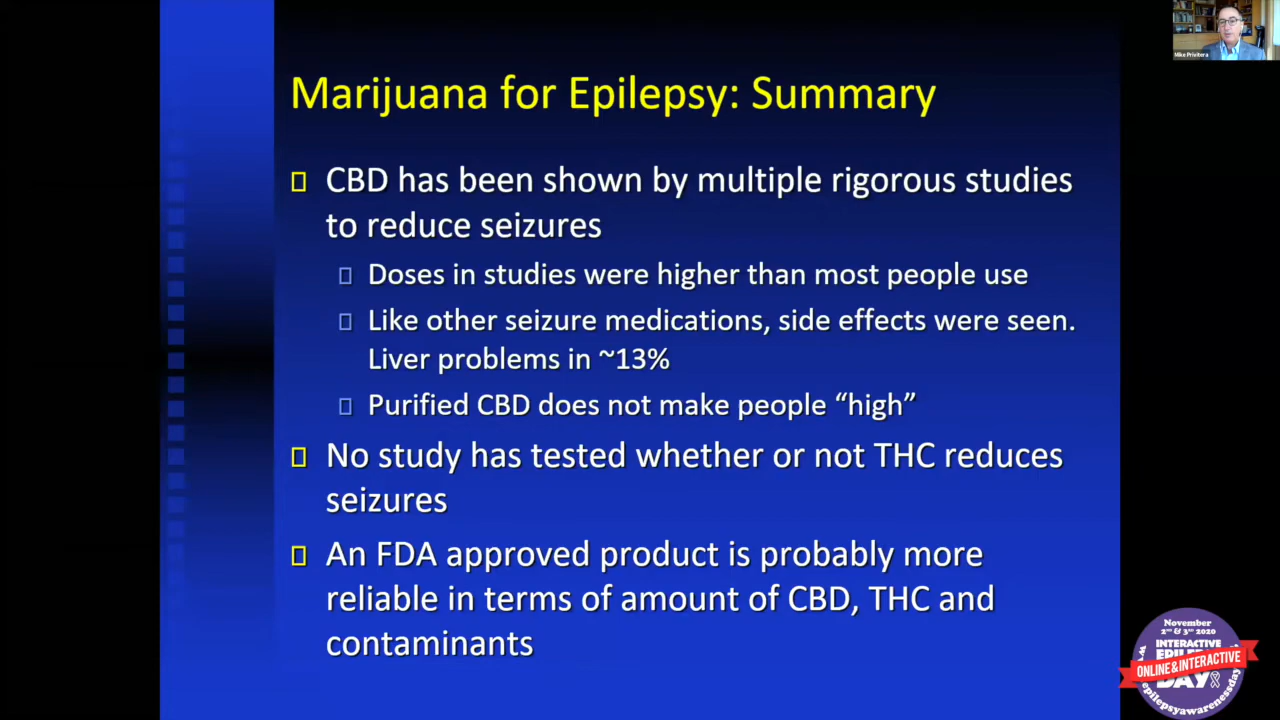 Mike Privitera
Marijuana for Epilepsy: Summary
CBD has been shown by multiple rigorous studies
to reduce seizures
Doses in studies were higher than most people use
Like other seizure medications, side effects were seen.
Liver problems in ~13%
Purified CBD does not make people “high”
No study has tested whether or not THC reduces
seizures
An FDA approved product is probably more
reliable in terms of amount of CBD, THC and
contaminants
November
2nd & 3rd 2020
INTERACTIVE
ONLINE & INTERACTIVE
DAY
epilepsyawarenessday